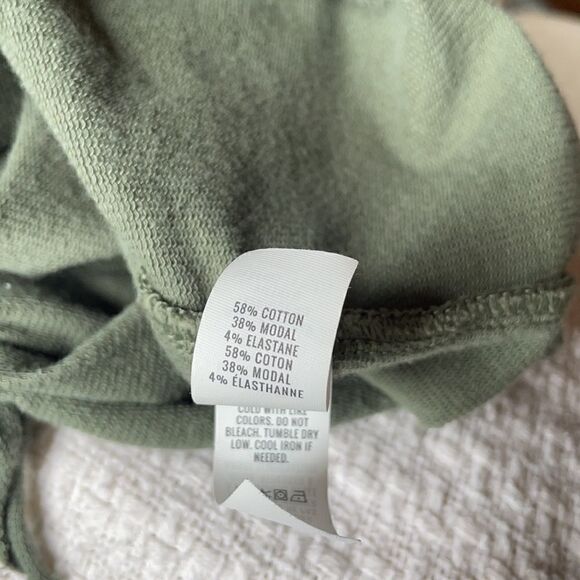 58% COTTON
38% MODAL
4% ELASTANE
58% COTON
38% MODAL
4% ÉLASTHANNE
COLD WITH LIKE
COLORS. DO NOT
BLEACH. TUMBLE DRY
LOW. COOL IRON IF
NEEDED.